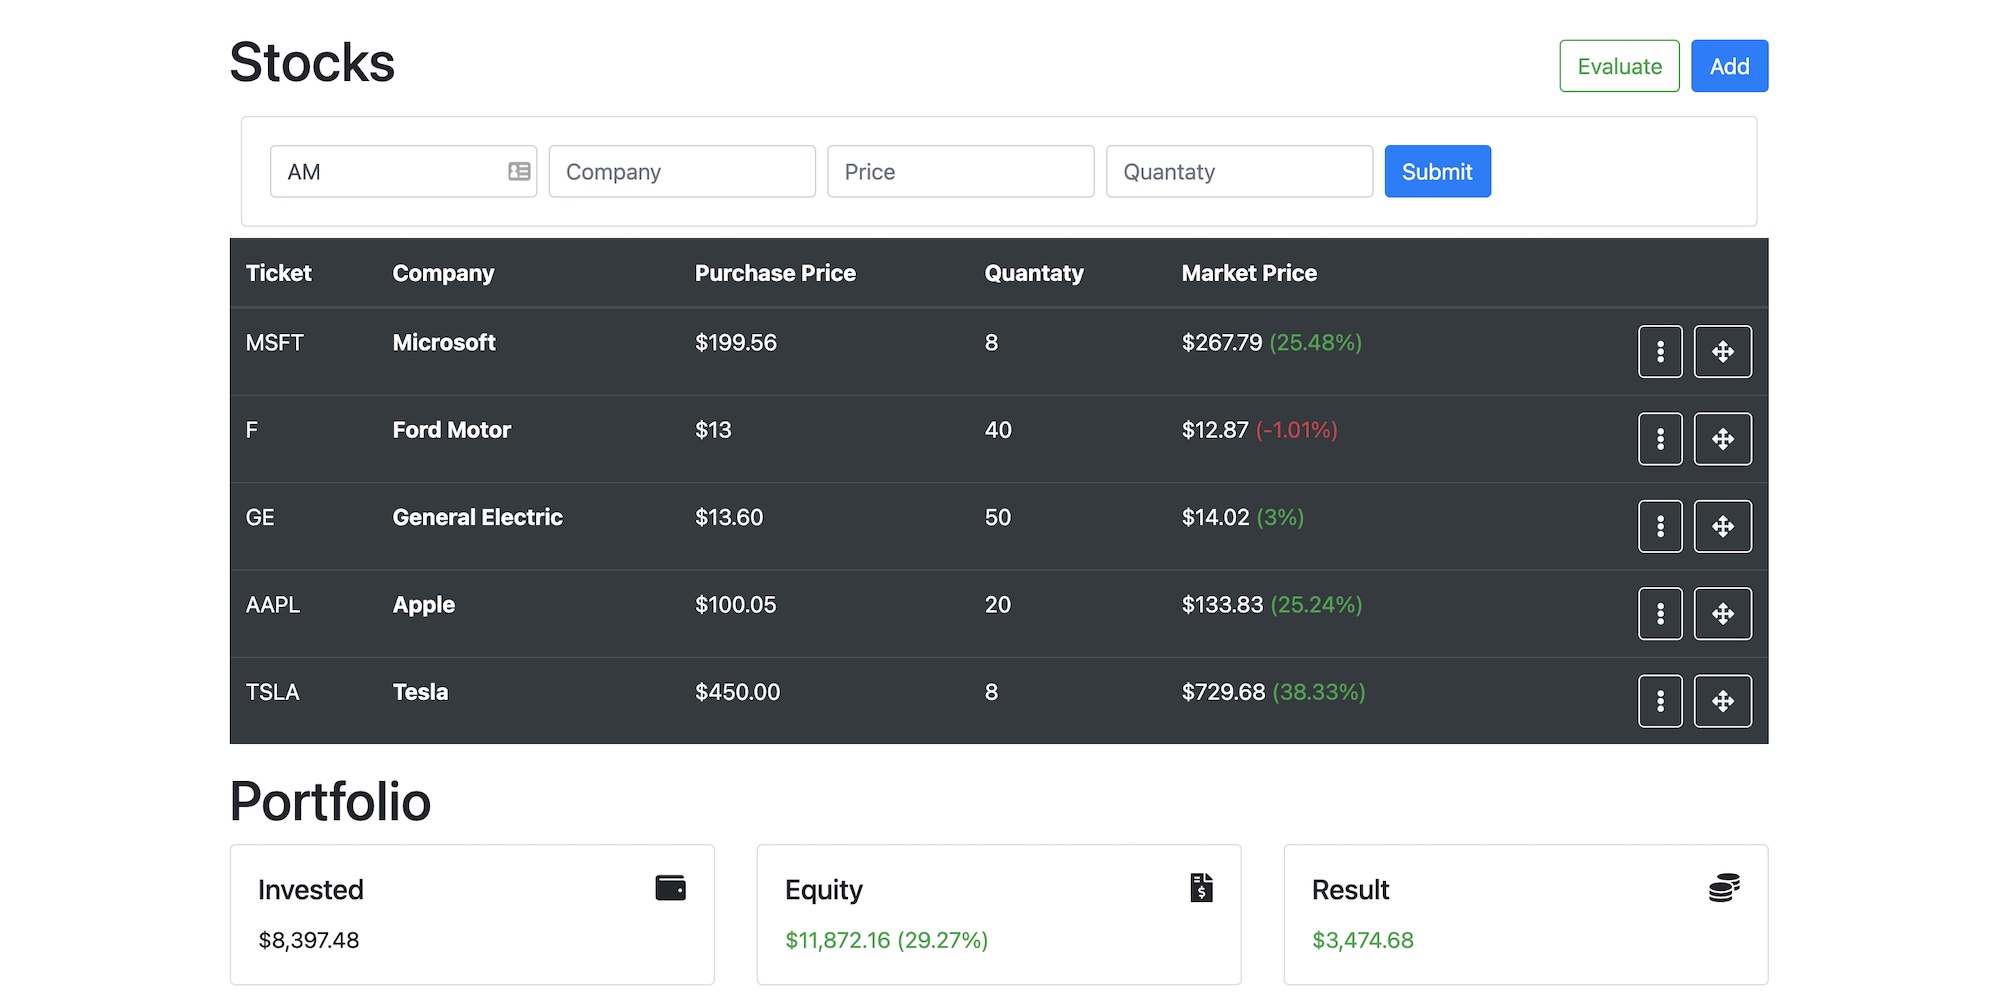 Stocks
Evaluate Add
AM Company Price Quantaty Submit
Ticket Company Purchase Price Quantaty Market Price
MSFT Microsoft $199.56 8 $267.79 (25.48%)
F Ford Motor $13 40 $12.87 (-1.01%)
GE General Electric $13.60 50 $14.02 (3%)
AAPL Apple $100.05 20 $133.83 (25.24%)
TSLA Tesla $450.00 8 $729.68 (38.33%)
Portfolio
Invested
$8,397.48
Equity
$11,872.16 (29.27%)
Result
$3,474.68